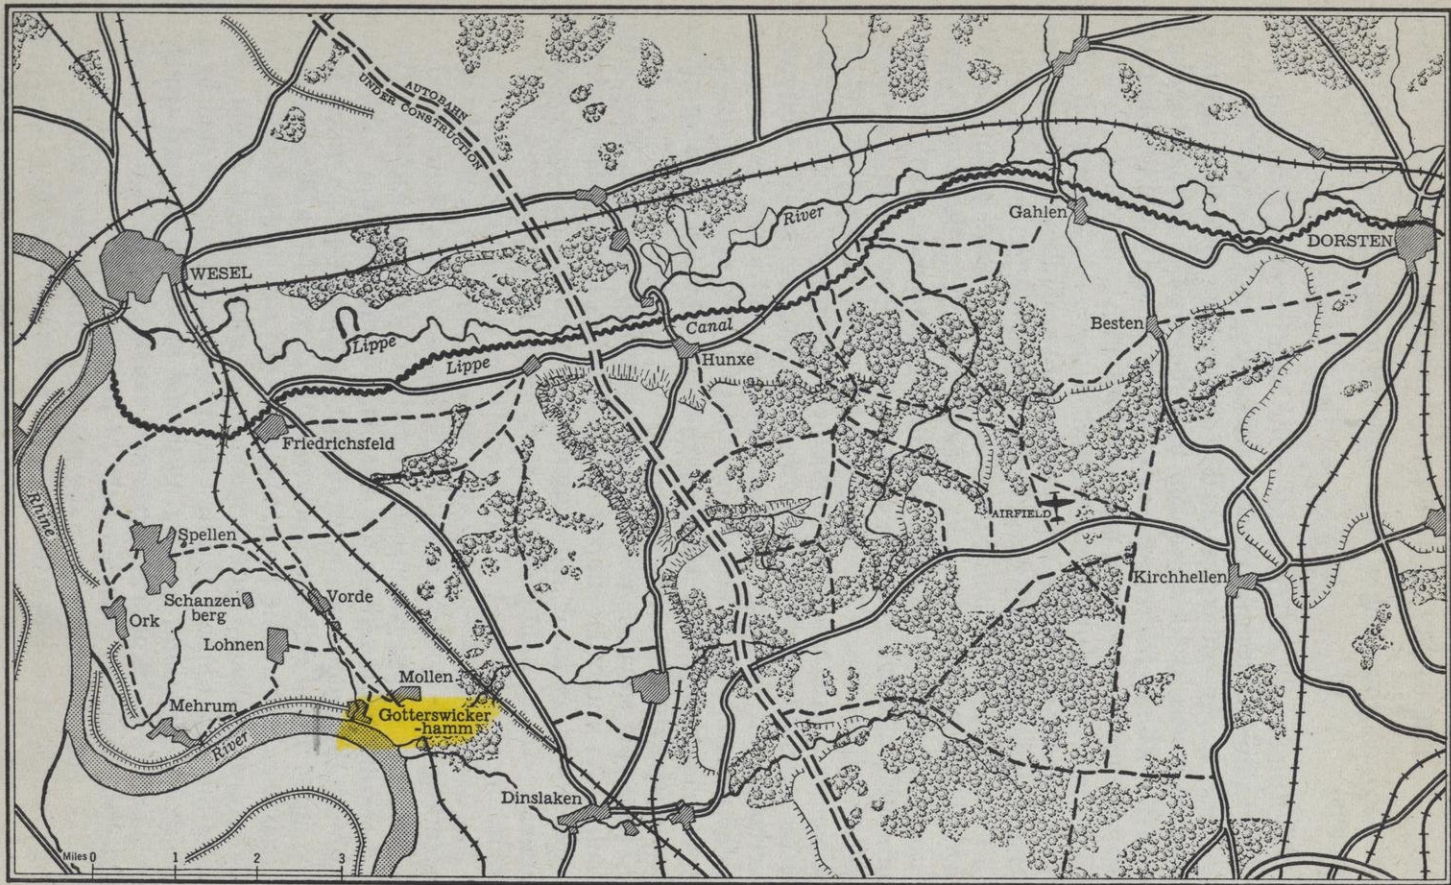 AUTOBAHN
UNDER CONSTRUCTION
River
Gahlen
DORSTEN
WESEL
Besten
Lippe
Canal
Lippe
Hunxe
Friedrichsfeld
Rhine
AIRFIELD
Spellen
Kirchhellen
Schanzen
berg
Vorde
Ork
Lohnen
Mollen
Mehrum
Gotterswicker
-hamm
River
Dinslaken
Miles 0 1 2 3